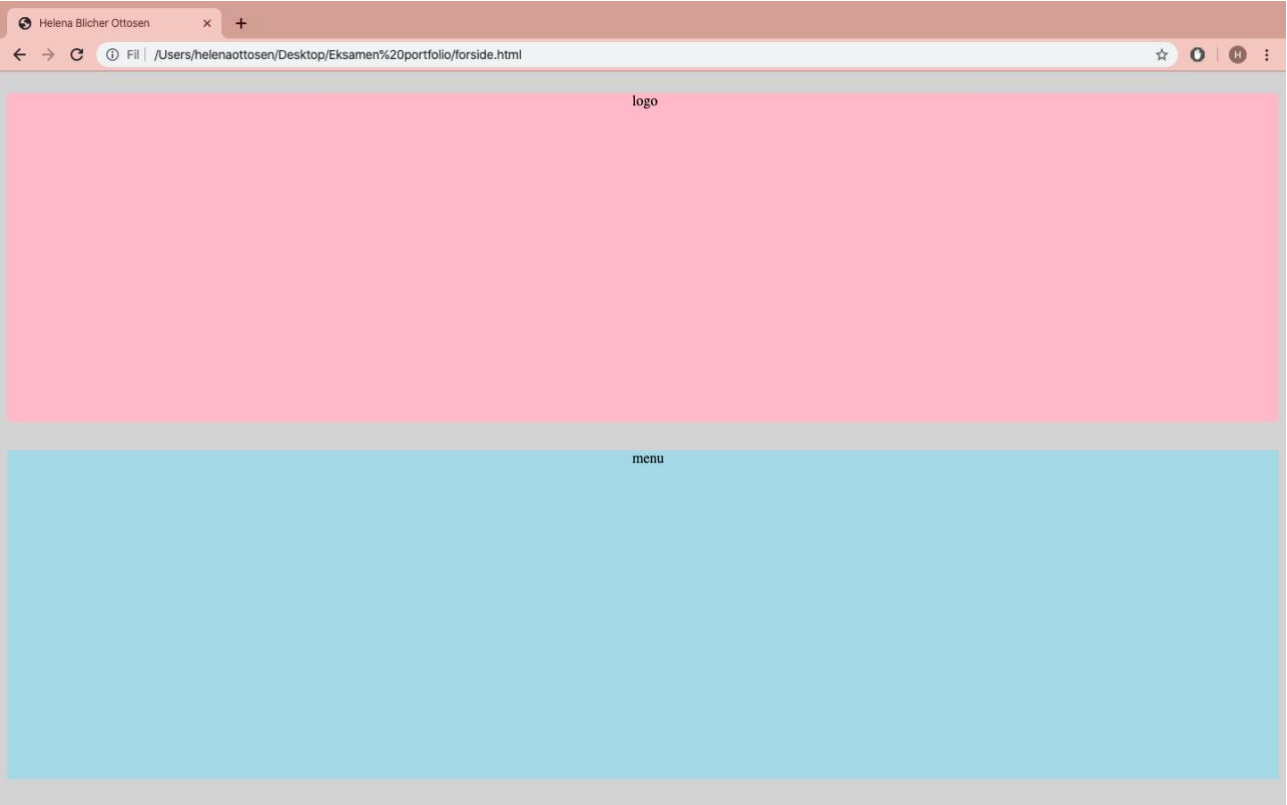 Helena Blicher Ottosen
Fil /Users/helenaottosen/Desktop/Eksamen%20portfolio/forside.html
H
logo
menu